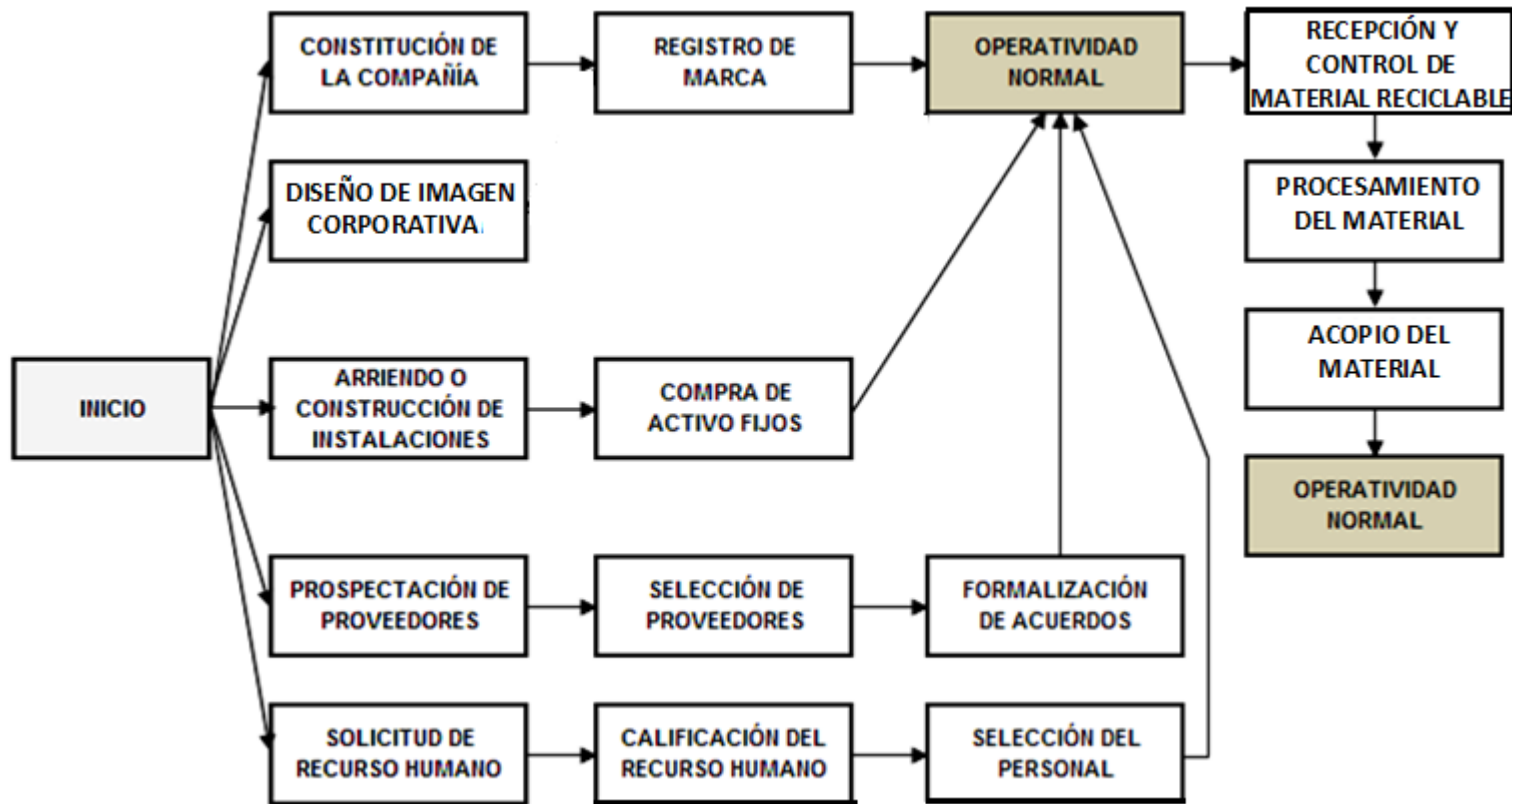 CONSTITUCIÓN DE
LA COMPAÑÍA
REGISTRO DE
MARCA
OPERATIVIDAD
NORMAL
RECEPCIÓN Y
CONTROL DE
MATERIAL RECICLABLE
DISEÑO DE IMAGEN
CORPORATIVA
PROCESAMIENTO
DEL MATERIAL
INICIO
ARRIENDO O
CONSTRUCCIÓN DE
INSTALACIONES
COMPRA DE
ACTIVO FIJOS
ACOPIO DEL
MATERIAL
OPERATIVIDAD
NORMAL
PROSPECTACIÓN DE
PROVEEDORES
SELECCIÓN DE
PROVEEDORES
FORMALIZACIÓN
DE ACUERDOS
SOLICITUD DE
RECURSO HUMANO
CALIFICACIÓN DEL
RECURSO HUMANO
SELECCIÓN DEL
PERSONAL